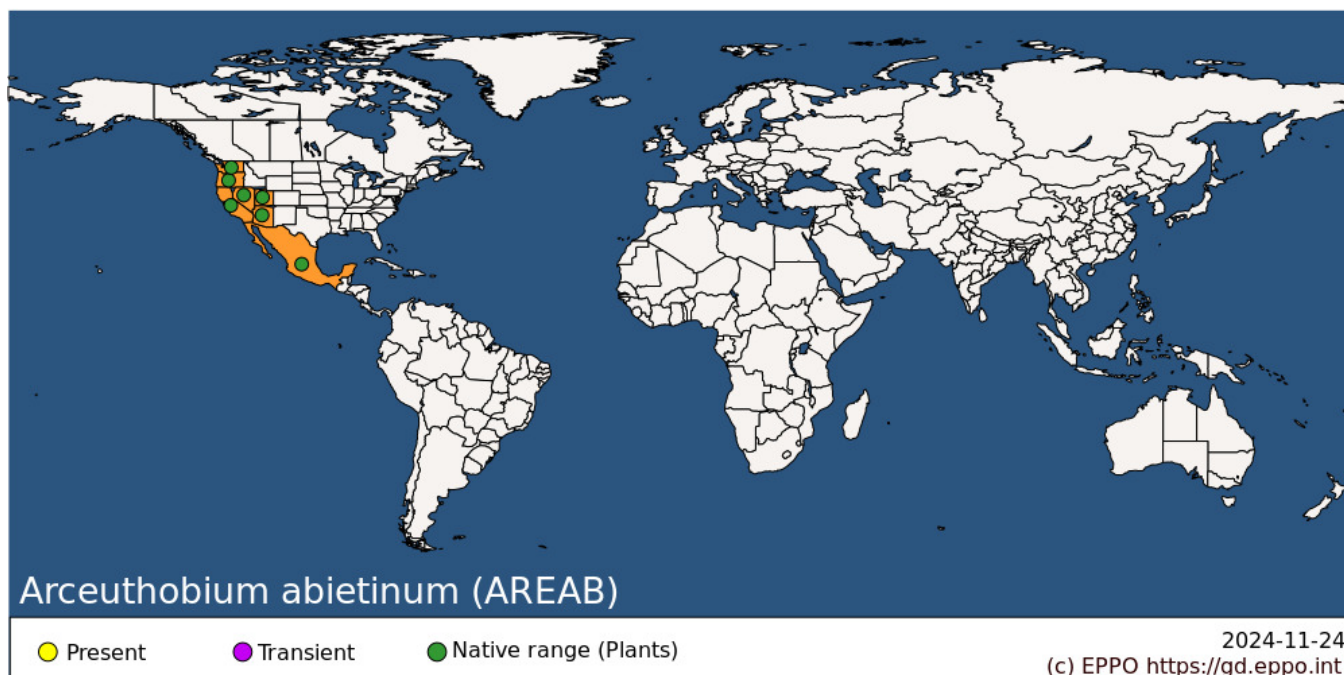 Arceuthobium abietinum (AREAB)
Present
Transient
Native range (Plants)
2024-11-24
(c) EPPO https://gd.eppo.int